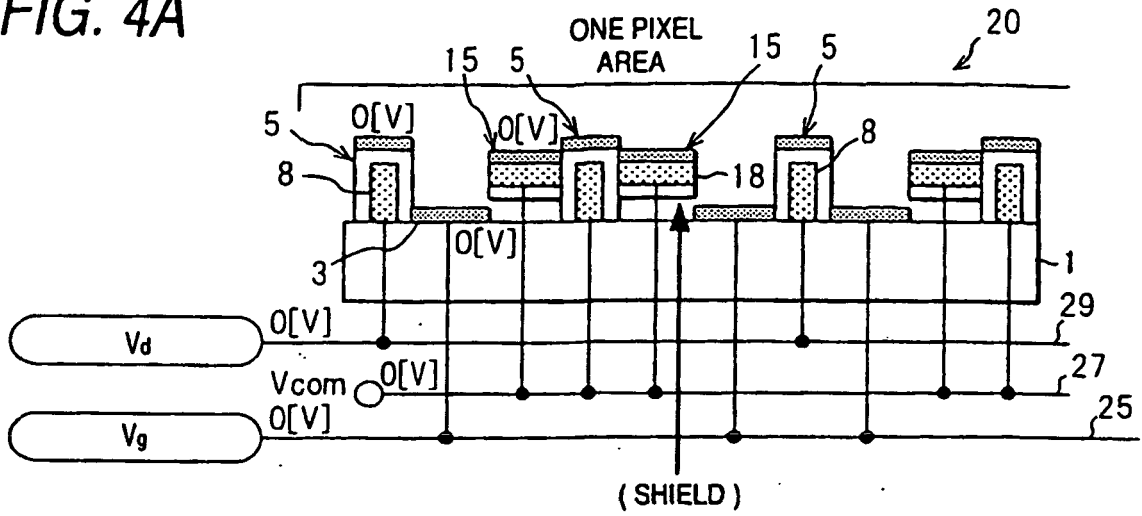 FIG. 4A
ONE PIXEL
AREA
20
15
5
15
5
5
0[V]
0[V]
8
8
18
3
0[V]
1
0[V]
29
Vd
Vcom
0[V]
27
0[V]
25
Vg
( SHIELD )